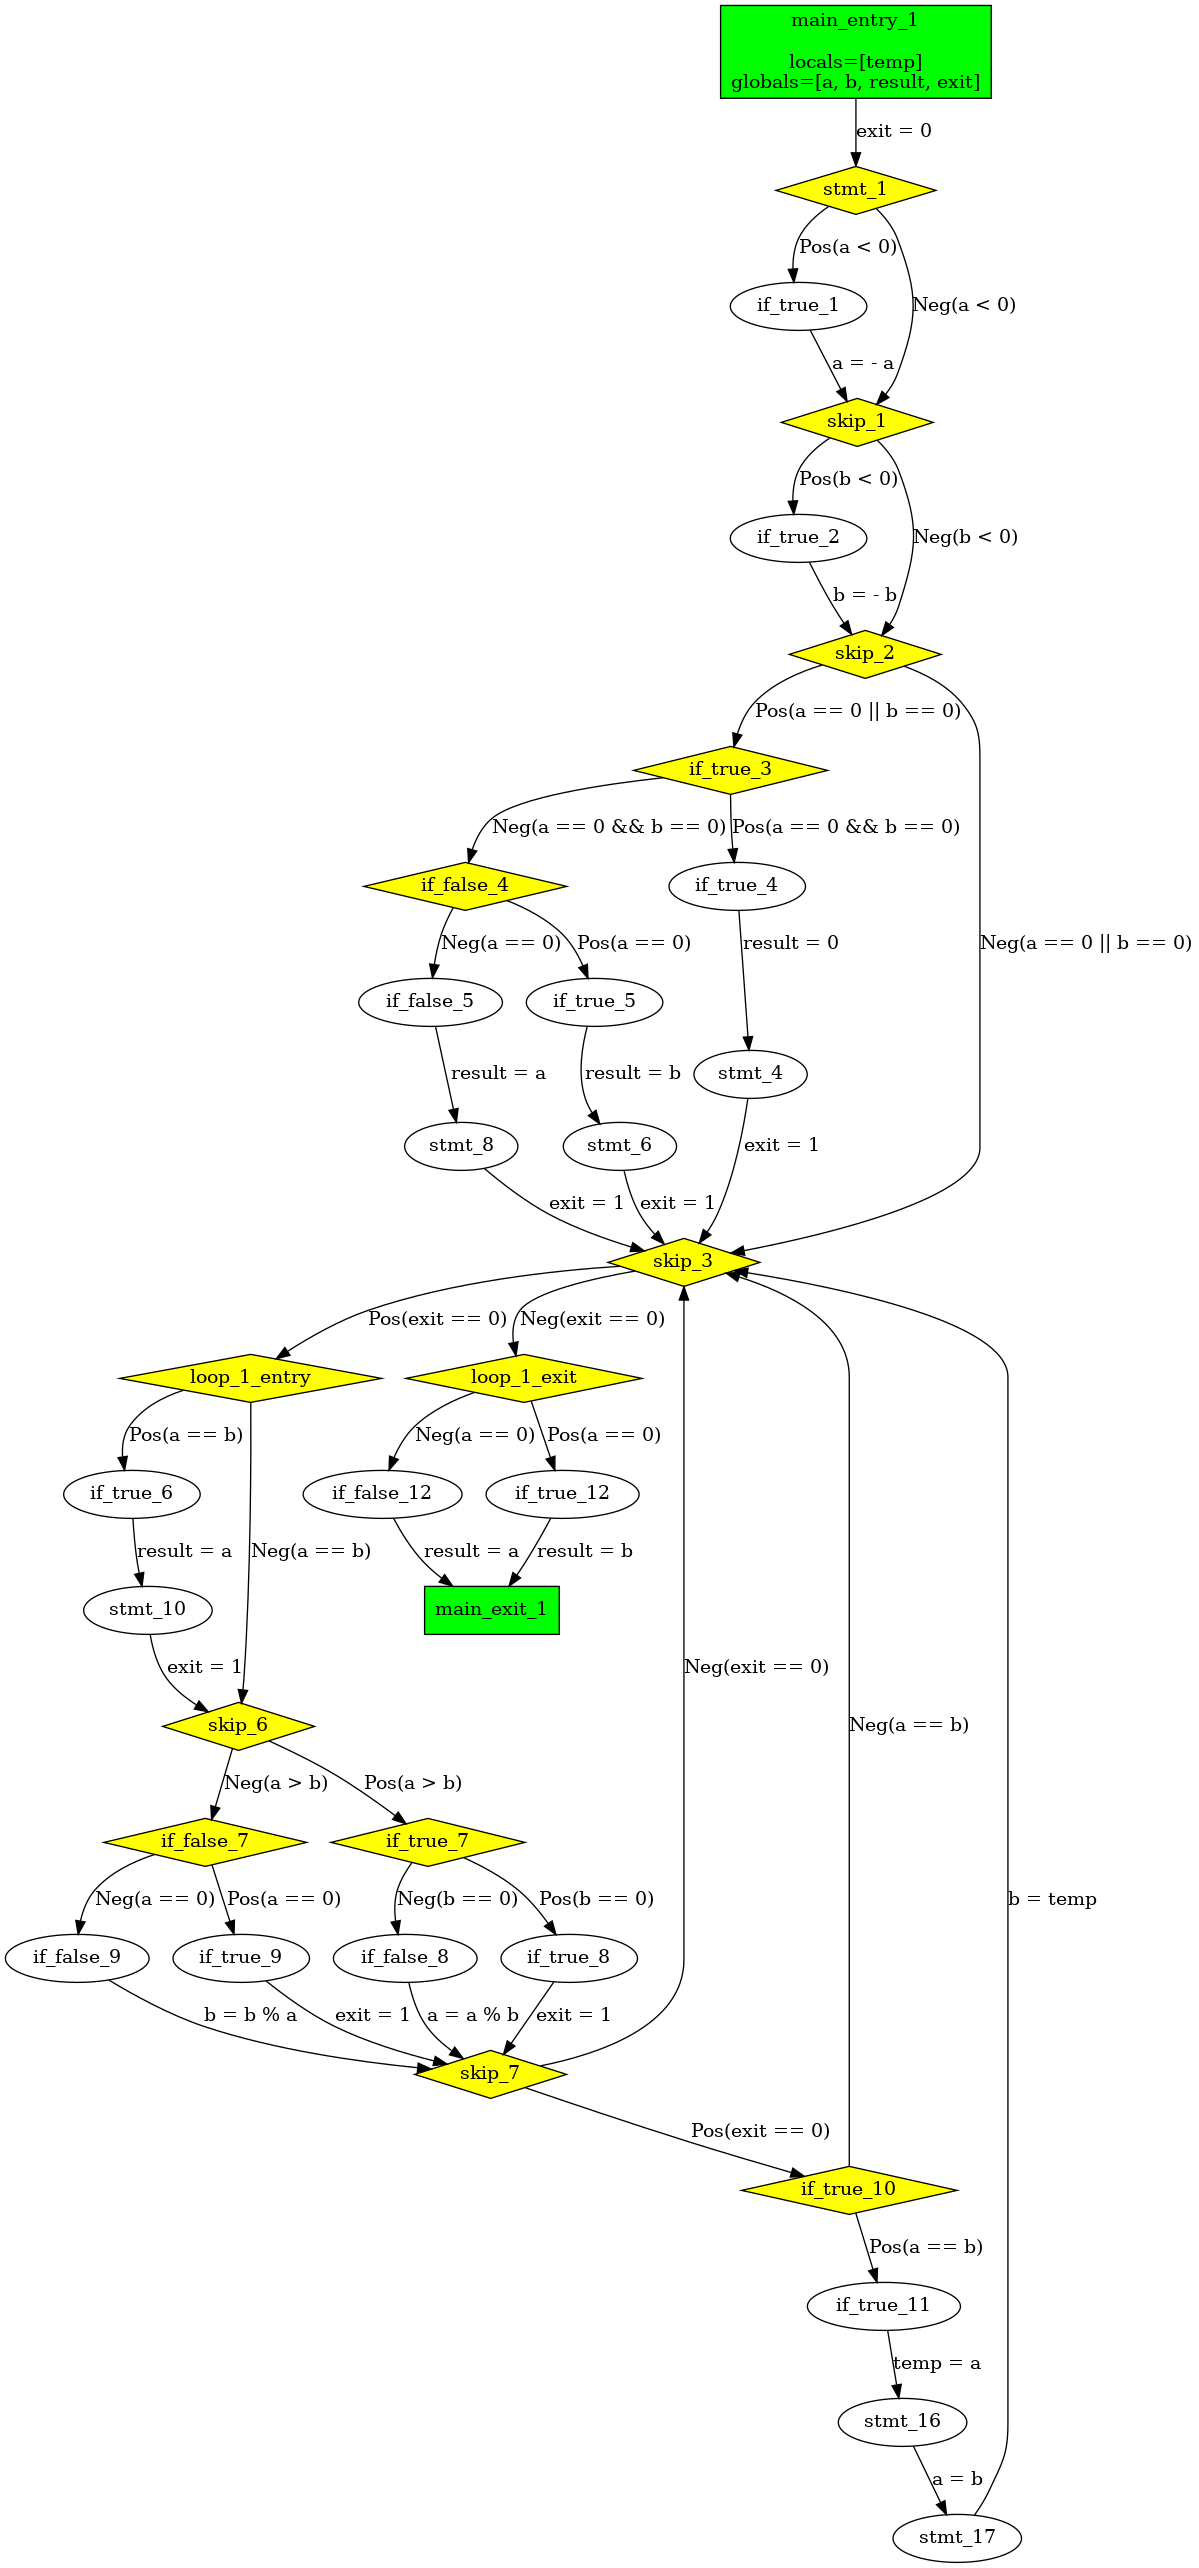 main_entry_1
locals=[temp]
globals=[a, b, result, exit]
exit = 0
stmt_1
Pos(a < 0)
if_true_1
Neg(a < 0)
a = - a
skip_1
Pos(b < 0)
if_true_2
Neg(b < 0)
b = - b
skip_2
Pos(a == 0 || b == 0)
if_true_3
Neg(a == 0 && b == 0)
Pos(a == 0 && b == 0)
if_false_4
if_true_4
Neg(a == 0)
Pos(a == 0)
result = 0
Neg(a == 0 || b == 0)
if_false_5
if_true_5
result = a
result = b
stmt_4
stmt_8
stmt_6
exit = 1
exit = 1
exit = 1
skip_3
Pos(exit == 0)
Neg(exit == 0)
loop_1_entry
loop_1_exit
Pos(a == b)
Neg(a == 0)
Pos(a == 0)
if_true_6
if_false_12
if_true_12
result = a
Neg(a == b)
result = a
result = b
stmt_10
main_exit_1
exit = 1
Neg(exit == 0)
skip_6
Neg(a == b)
Neg(a > b)
Pos(a > b)
if_false_7
if_true_7
Neg(a == 0)
Pos(a == 0)
Neg(b == 0)
Pos(b == 0)
b = temp
if_false_9
if_true_9
if_false_8
if_true_8
b = b % a
exit = 1
a = a % b
exit = 1
skip_7
Pos(exit == 0)
if_true_10
Pos(a == b)
if_true_11
temp = a
stmt_16
a = b
stmt_17